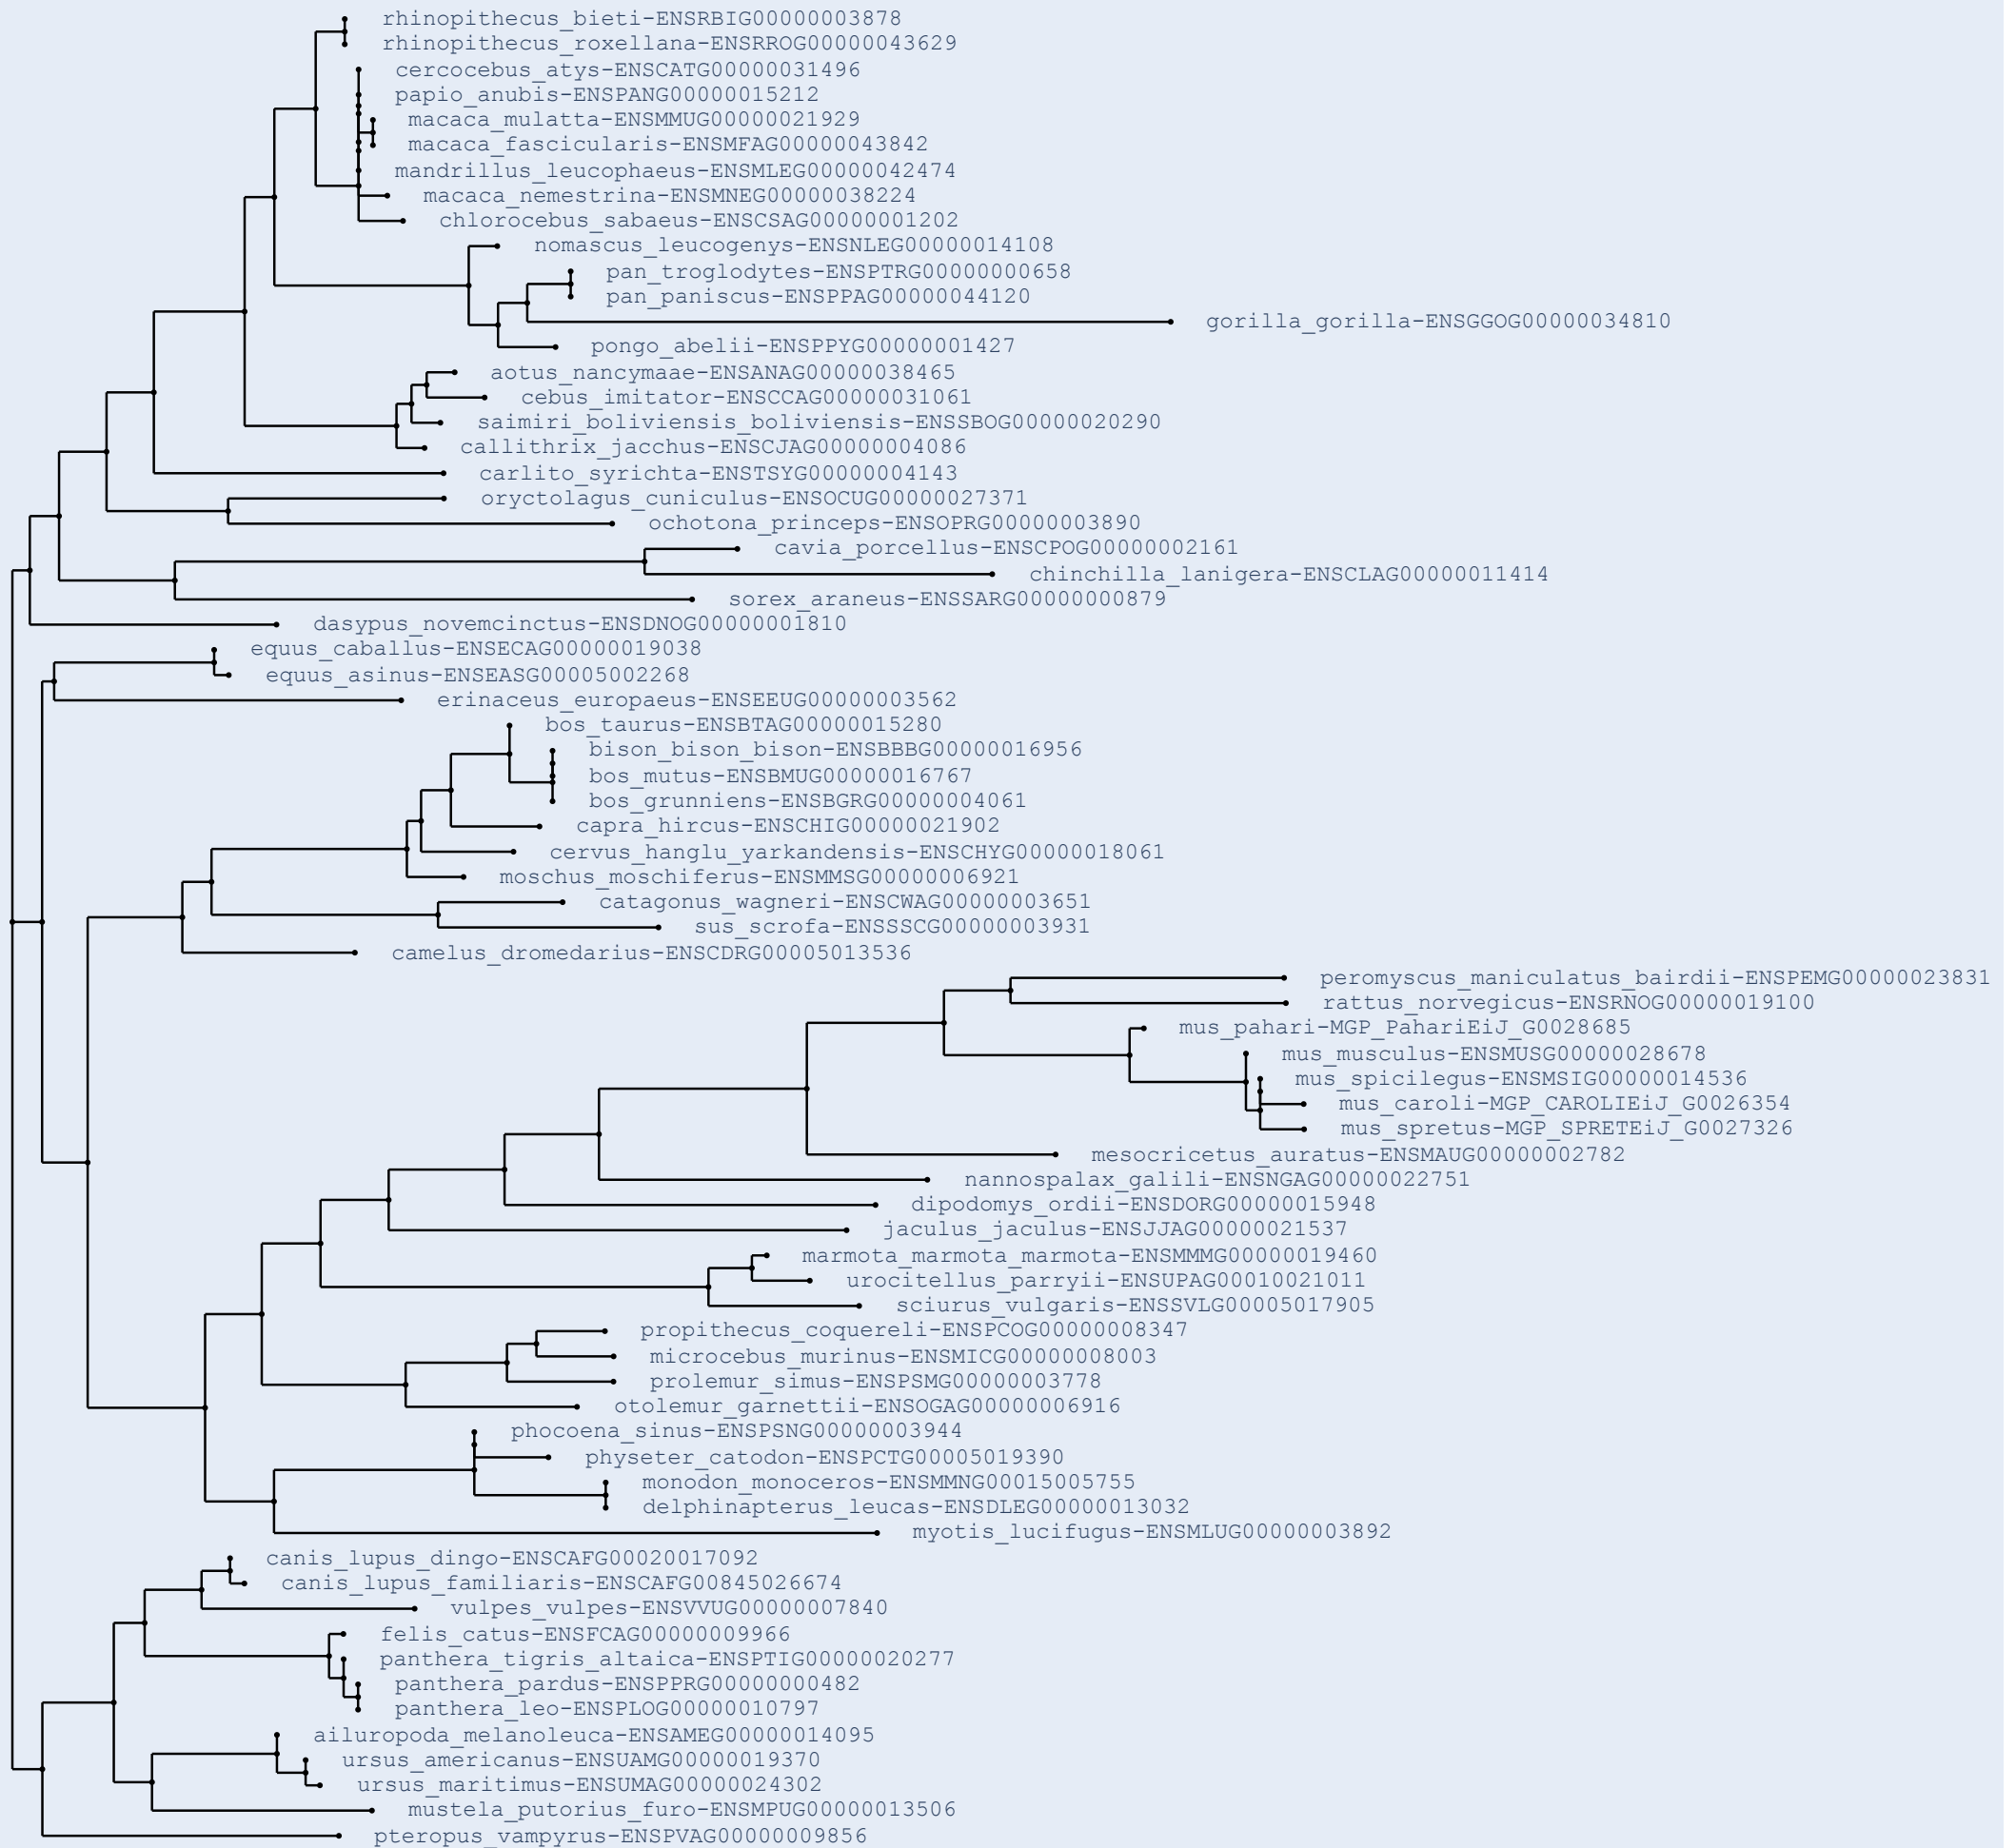 rhinopithecus_bieti-ENSRBIG00000003878
rhinopithecus_roxellana-ENSRROG00000043629
cercocebus_atys-ENSCATG00000031496
papio_anubis-ENSPANG00000015212
macaca_mulatta-ENSMMUG00000021929
macaca_fascicularis-ENSMFAG00000043842
mandrillus_leucophaeus-ENSMLEG00000042474
macaca_nemestrina-ENSMNEG00000038224
chlorocebus_sabaeus-ENSCSAG00000001202
nomascus_leucogenys-ENSNLEG00000014108
pan_troglodytes-ENSPTRG00000000658
pan_paniscus-ENSPPAG00000044120
gorilla_gorilla-ENSGGOG00000034810
pongo_abelii-ENSPPYG00000001427
aotus_nancymaae-ENSANAG00000038465
cebus_imitator-ENSCCAG00000031061
saimiri_boliviensis_boliviensis-ENSSBOG00000020290
callithrix_jacchus-ENSCJAG00000004086
carlito_syrichta-ENSTSYG00000004143
oryctolagus_cuniculus-ENSOCUG00000027371
ochotona_princeps-ENSOPRG00000003890
cavia_porcellus-ENSCPOG00000002161
chinchilla_lanigera-ENSCLAG00000011414
sorex_araneus-ENSSARG00000000879
dasypus_novemcinctus-ENSDNOG00000001810
equus_caballus-ENSECAG00000019038
equus_asinus-ENSEASG00005002268
erinaceus_europaeus-ENSEEUG00000003562
bos_taurus-ENSBTAG00000015280
bison_bison_bison-ENSBBBG00000016956
bos_mutus-ENSBMUG00000016767
bos_grunniens-ENSBGRG00000004061
capra_hircus-ENSCHIG00000021902
cervus_hanglu_yarkandensis-ENSCHYG00000018061
moschus_moschiferus-ENSMMSG00000006921
catagonus_wagneri-ENSCWAG00000003651
sus_scrofa-ENSSSCG00000003931
camelus_dromedarius-ENSCDRG00005013536
peromyscus_maniculatus_bairdii-ENSPEMG00000023831
rattus_norvegicus-ENSRNOG00000019100
mus_pahari-MGP_PahariEiJ_G0028685
mus_musculus-ENSMUSG00000028678
mus_spicilegus-ENSMSIG00000014536
mus_caroli-MGP_CAROLIEiJ_G0026354
mus_spretus-MGP_SPRETEiJ_G0027326
mesocricetus_auratus-ENSMAUG00000002782
nannospalax_galili-ENSNGAG00000022751
dipodomys_ordii-ENSDORG00000015948
jaculus_jaculus-ENSJJAG00000021537
marmota_marmota_marmota-ENSMMMG00000019460
urocitellus_parryii-ENSUPAG00010021011
sciurus_vulgaris-ENSSVLG00005017905
propithecus_coquereli-ENSPCOG00000008347
microcebus_murinus-ENSMICG00000008003
prolemur_simus-ENSPSMG00000003778
otolemur_garnettii-ENSOGAG00000006916
phocoena_sinus-ENSPSNG00000003944
physeter_catodon-ENSPCTG00005019390
monodon_monoceros-ENSMMNG00015005755
delphinapterus_leucas-ENSDLEG00000013032
myotis_lucifugus-ENSMLUG00000003892
canis_lupus_dingo-ENSCAFG00020017092
canis_lupus_familiaris-ENSCAFG00845026674
vulpes_vulpes-ENSVVUG00000007840
felis_catus-ENSFCAG00000009966
panthera_tigris_altaica-ENSPTIG00000020277
panthera_pardus-ENSPPRG00000000482
panthera_leo-ENSPLOG00000010797
ailuropoda_melanoleuca-ENSAMEG00000014095
ursus_americanus-ENSUAMG00000019370
ursus_maritimus-ENSUMAG00000024302
mustela_putorius_furo-ENSMPUG00000013506
pteropus_vampyrus-ENSPVAG00000009856